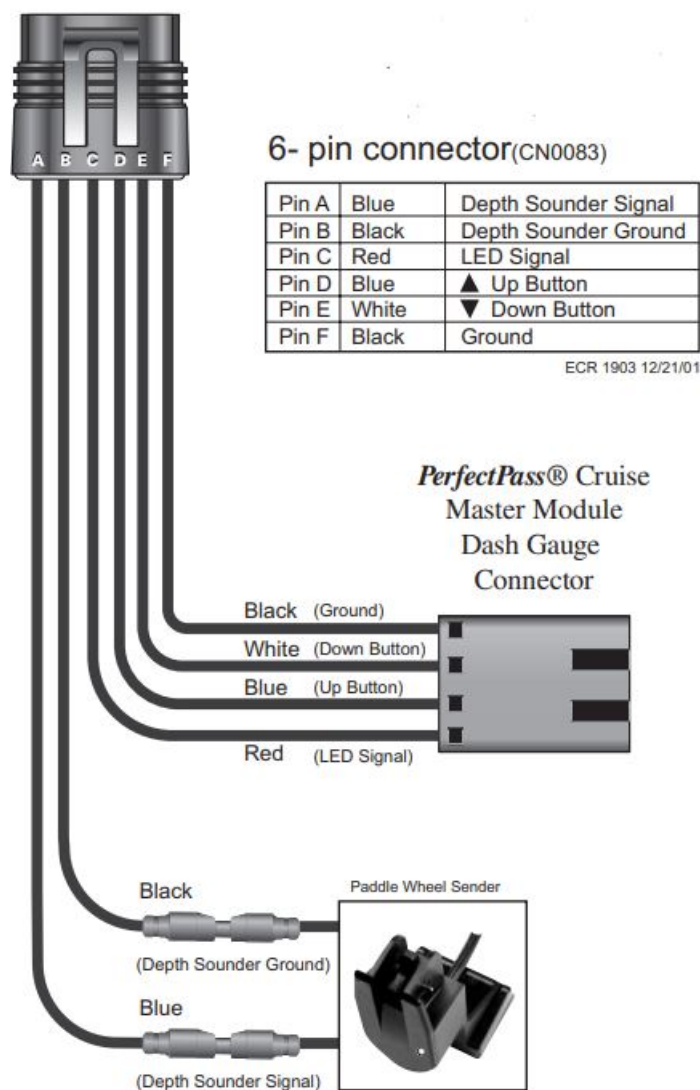 A B C D E F
6- pin connector(CN0083)
Pin A Blue Depth Sounder Signal
Pin B Black Depth Sounder Ground
Pin C Red LED Signal
Pin D Blue ▲ Up Button
Pin E White ▼ Down Button
Pin F Black Ground
ECR 1903 12/21/01
PerfectPass® Cruise
Master Module
Dash Gauge
Connector
Black (Ground)
White (Down Button)
Blue (Up Button)
Red (LED Signal)
Black
Paddle Wheel Sender
(Depth Sounder Ground)
Blue
(Depth Sounder Signal)